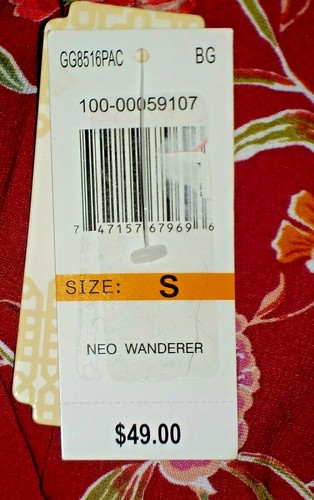 GG8516PAC BG
100-00059107
7 47157 67969 6
SIZE: S
NEO WANDERER
$49.00